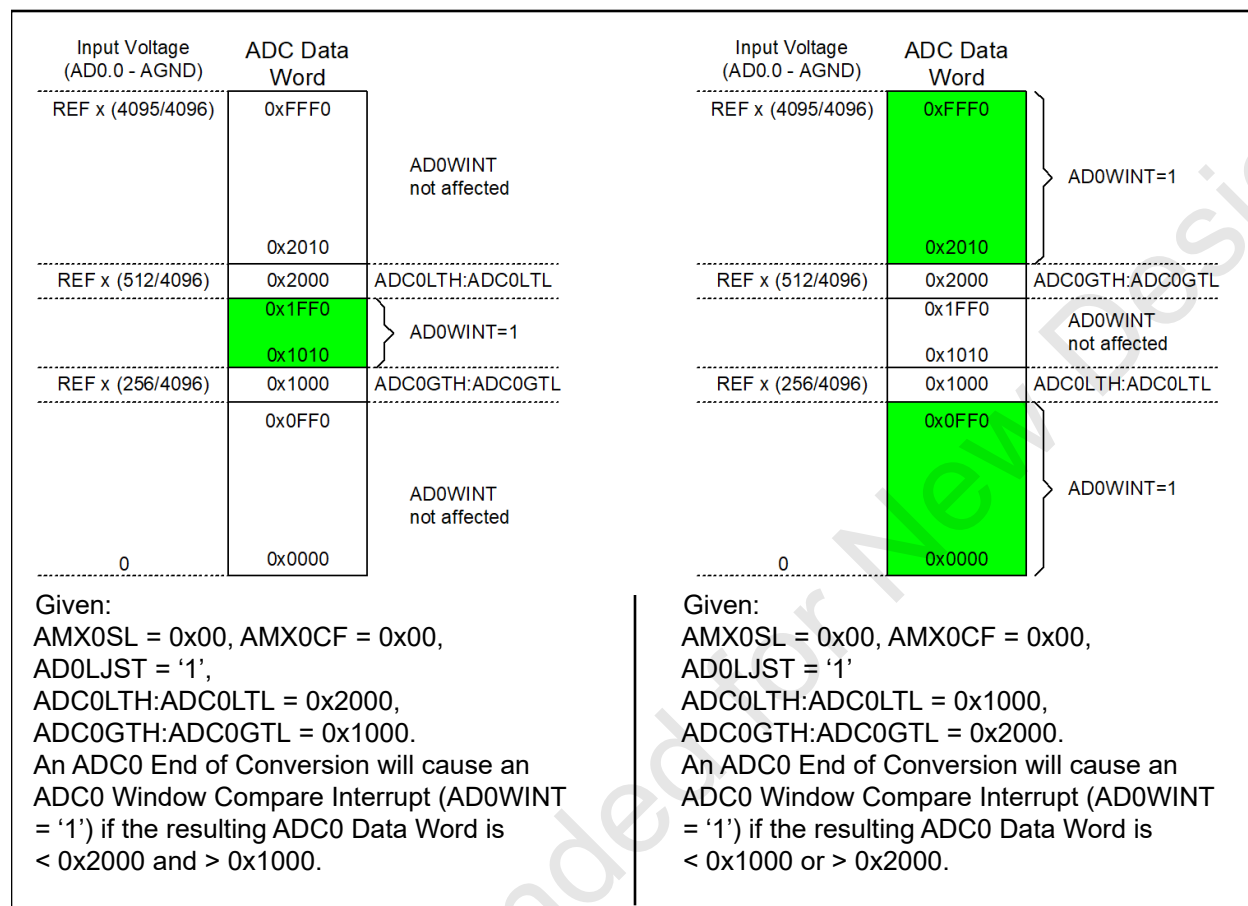 Input Voltage
(AD0.0 - AGND)
ADC Data
Word
REF x (4095/4096)
0xFFF0
AD0WINT
not affected
0x2010
REF x (512/4096)
0x2000
ADC0LTH:ADC0LTL
0x1FF0
AD0WINT=1
0x1010
REF x (256/4096)
0x1000
ADC0GTH:ADC0GTL
0x0FF0
AD0WINT
not affected
0
0x0000
Given:
AMX0SL = 0x00, AMX0CF = 0x00,
AD0LJST = ‘1’,
ADC0LTH:ADC0LTL = 0x2000,
ADC0GTH:ADC0GTL = 0x1000.
An ADC0 End of Conversion will cause an
ADC0 Window Compare Interrupt (AD0WINT
= ‘1’) if the resulting ADC0 Data Word is
< 0x2000 and > 0x1000.
Input Voltage
(AD0.0 - AGND)
ADC Data
Word
REF x (4095/4096)
0xFFF0
AD0WINT=1
0x2010
REF x (512/4096)
0x2000
ADC0GTH:ADC0GTL
0x1FF0
AD0WINT
not affected
0x1010
REF x (256/4096)
0x1000
ADC0LTH:ADC0LTL
0x0FF0
AD0WINT=1
0
0x0000
Given:
AMX0SL = 0x00, AMX0CF = 0x00,
AD0LJST = ‘1’
ADC0LTH:ADC0LTL = 0x1000,
ADC0GTH:ADC0GTL = 0x2000.
An ADC0 End of Conversion will cause an
ADC0 Window Compare Interrupt (AD0WINT
= ‘1’) if the resulting ADC0 Data Word is
< 0x1000 or > 0x2000.
for New